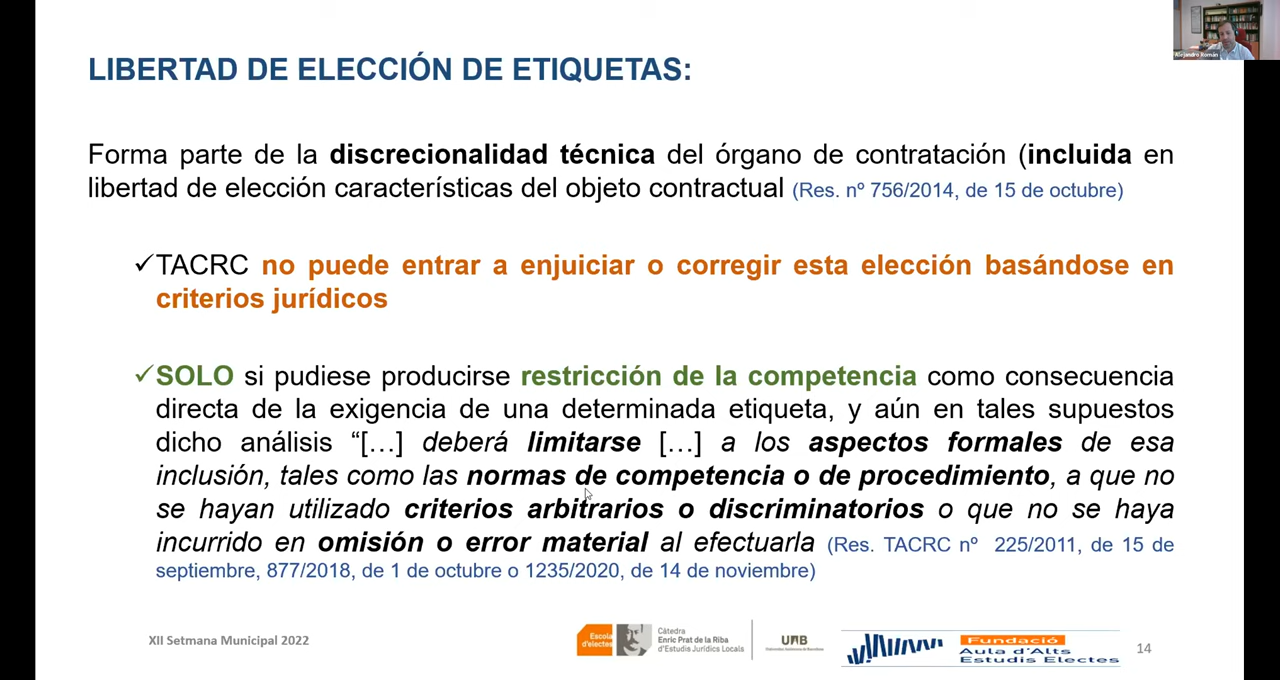 Alejandro Román
LIBERTAD DE ELECCIÓN DE ETIQUETAS:
Forma parte de la discrecionalidad técnica del órgano de contratación (incluida en
libertad de elección características del objeto contractual (Res. nº 756/2014, de 15 de octubre)
✓TACRC no puede entrar a enjuiciar o corregir esta elección basándose en
criterios jurídicos
✓SOLO si pudiese producirse restricción de la competencia como consecuencia
directa de la exigencia de una determinada etiqueta, y aún en tales supuestos
dicho análisis “[…] deberá limitarse […] a los aspectos formales de esa
inclusión, tales como las normas de competencia o de procedimiento, a que no
se hayan utilizado criterios arbitrarios o discriminatorios o que no se haya
incurrido en omisión o error material al efectuarla (Res. TACRC nº 225/2011, de 15 de
septiembre, 877/2018, de 1 de octubre o 1235/2020, de 14 de noviembre)
XII Setmana Municipal 2022
Escola
d'electes
Càtedra
Enric Prat de la Riba
d'Estudis Jurídics Locals
UAB
Universitat Autònoma de Barcelona
Fundació
Aula d'Alts
Estudis Electes
14